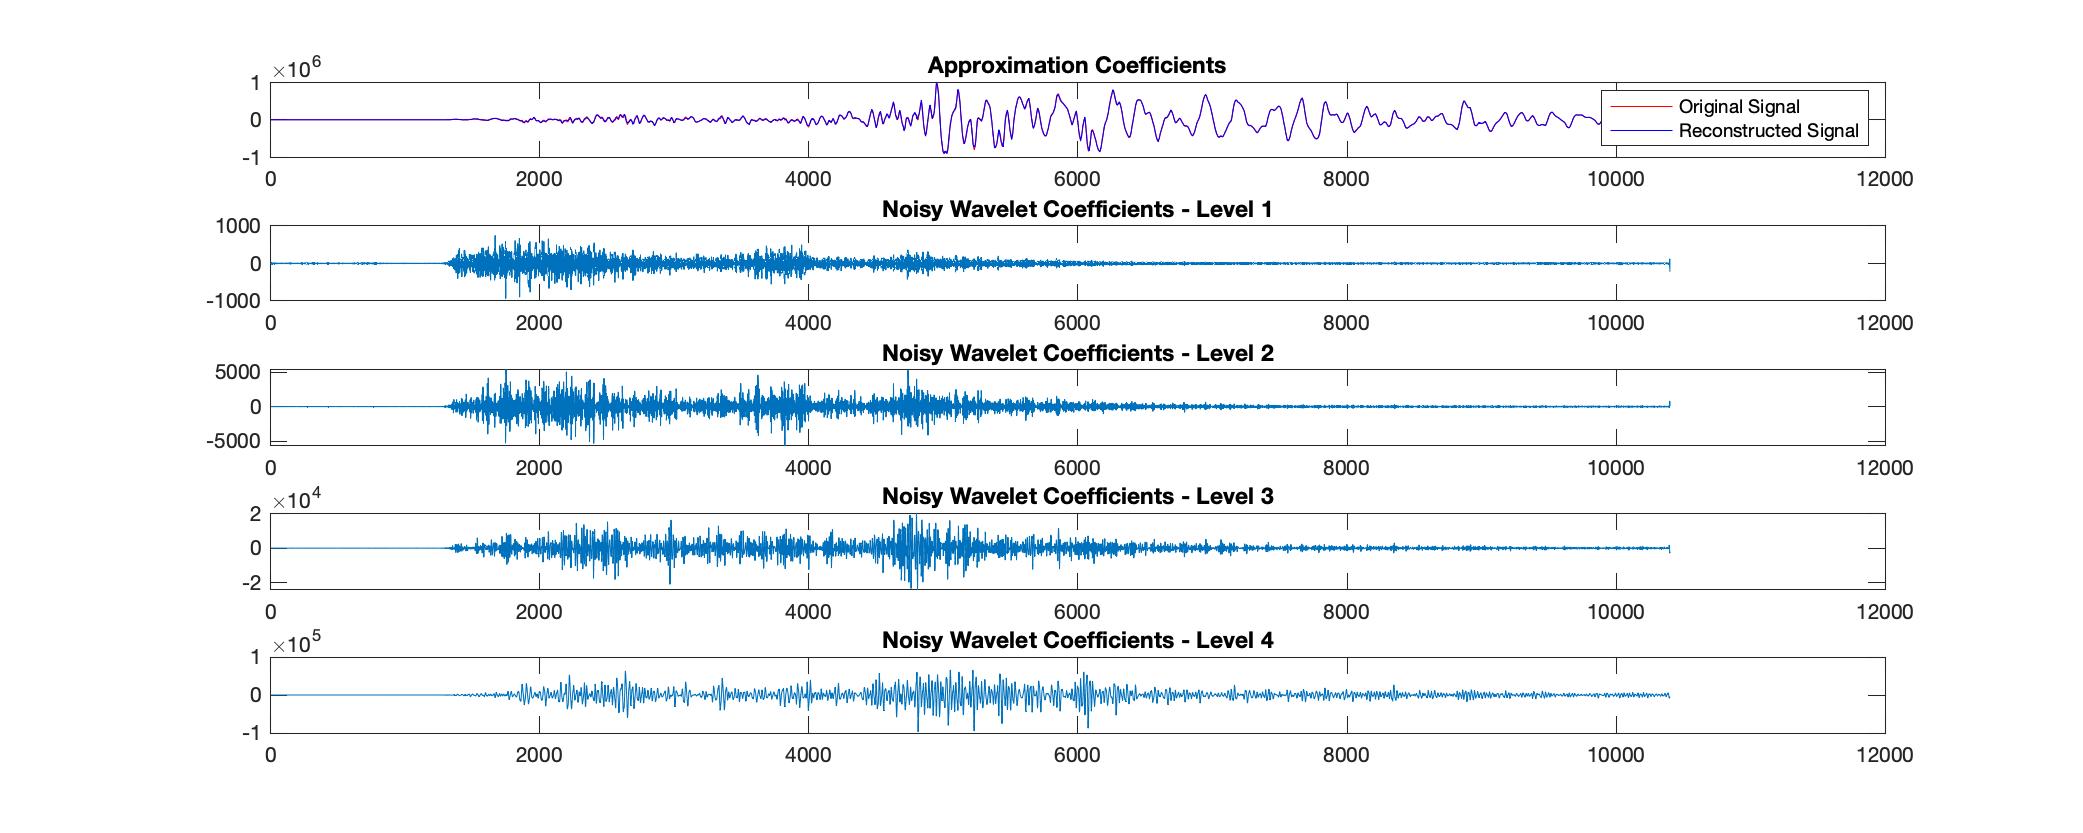 Approximation Coefficients
×10^6
1
0
-1
Original Signal
Reconstructed Signal
0 2000 4000 6000 8000 10000 12000
Noisy Wavelet Coefficients - Level 1
1000
0
-1000
0 2000 4000 6000 8000 10000 12000
Noisy Wavelet Coefficients - Level 2
5000
0
-5000
0 2000 4000 6000 8000 10000 12000
Noisy Wavelet Coefficients - Level 3
×10^4
2
0
-2
0 2000 4000 6000 8000 10000 12000
Noisy Wavelet Coefficients - Level 4
×10^5
1
0
-1
0 2000 4000 6000 8000 10000 12000